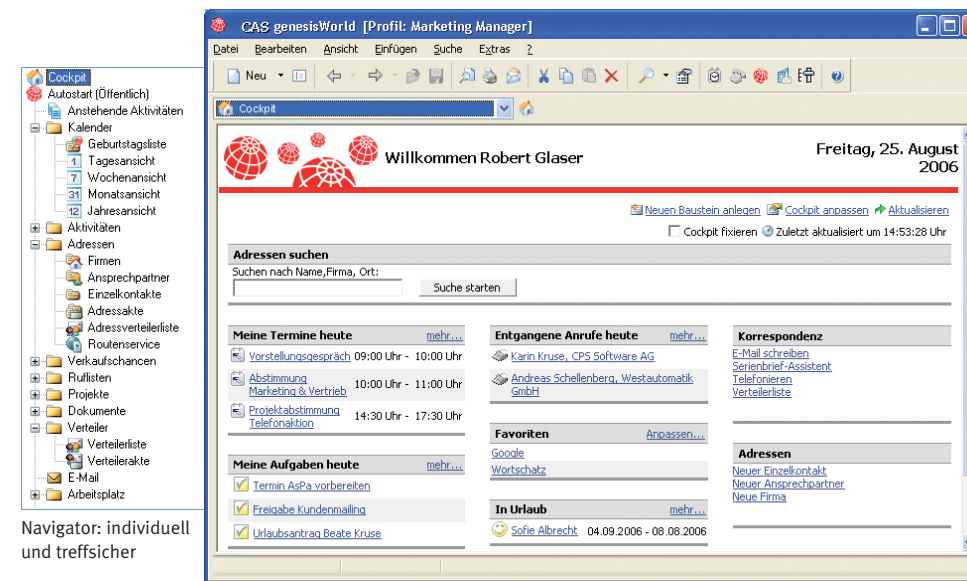 Cockpit
Autostart (Öffentlich)
Anstehende Aktivitäten
Kalender
Geburtstagsliste
1 Tagesansicht
7 Wochenansicht
31 Monatsansicht
12 Jahresansicht
Aktivitäten
Adressen
Firmen
Ansprechpartner
Einzelkontakte
Adressakte
Adressverteilerliste
Routenservice
Verkaufschancen
Ruflisten
Projekte
Dokumente
Verteiler
Verteilerliste
Verteilerakte
E-Mail
Arbeitsplatz
Navigator: individuell
und treffsicher
CAS genesisWorld [Profil: Marketing Manager]
Datei Bearbeiten Ansicht Einfügen Suche Extras ?
Neu
Cockpit
Willkommen Robert Glaser
Freitag, 25. August
2006
Neuen Baustein anlegen Cockpit anpassen Aktualisieren
Cockpit fixieren Zuletzt aktualisiert um 14:53:28 Uhr
Adressen suchen
Suchen nach Name,Firma, Ort:
Suche starten
Meine Termine heute mehr...
Vorstellungsgespräch 09:00 Uhr - 10:00 Uhr
Abstimmung
Marketing & Vertrieb 10:00 Uhr - 11:00 Uhr
Projektabstimmung
Telefonaktion 14:30 Uhr - 17:30 Uhr
Meine Aufgaben heute mehr...
Termin AsPa vorbereiten
Freigabe Kundenmailing
Urlaubsantrag Beate Kruse
Entgangene Anrufe heute mehr...
Karin Kruse, CPS Software AG
Andreas Schellenberg, Westautomatik
GmbH
Favoriten Anpassen...
Google
Wortschatz
In Urlaub mehr...
Sofie Albrecht 04.09.2006 - 08.08.2006
Korrespondenz
E-Mail schreiben
Serienbrief-Assistent
Telefonieren
Verteilerliste
Adressen
Neuer Einzelkontakt
Neuer Ansprechpartner
Neue Firma